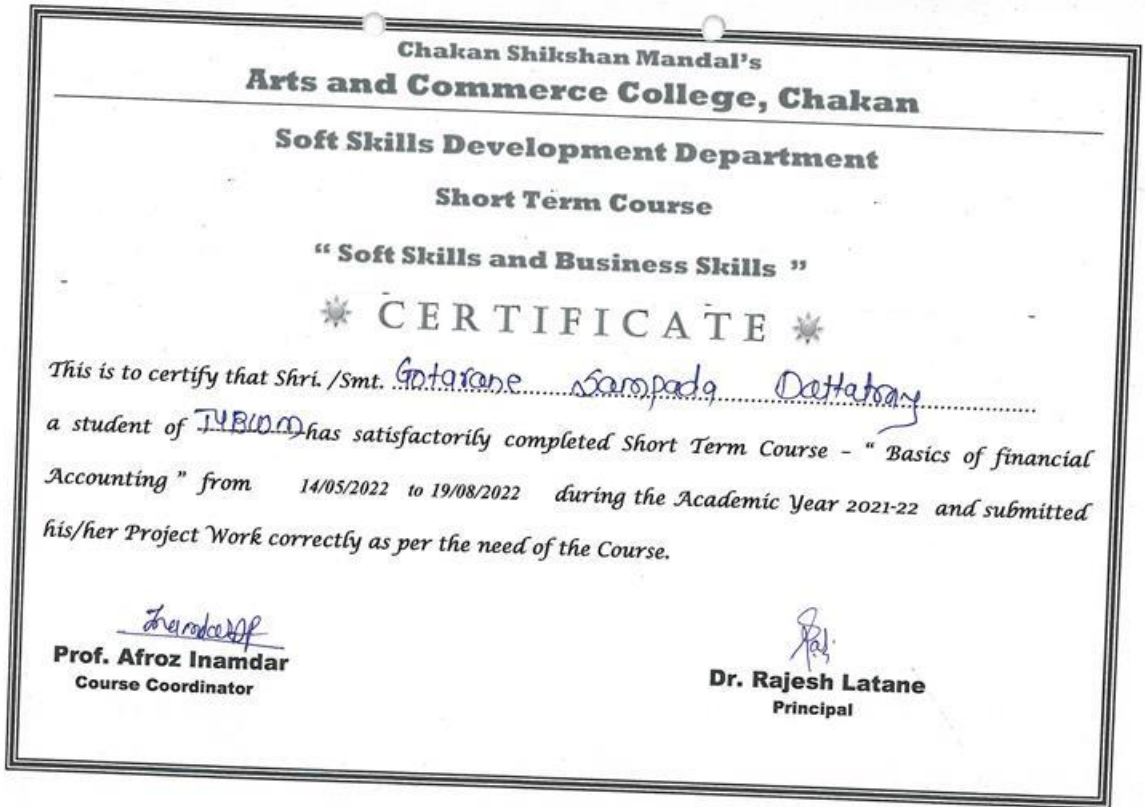 Chakan Shikshan Mandal's
Arts and Commerce College, Chakan
Soft Skills Development Department
Short Term Course
“ Soft Skills and Business Skills ”
CERTIFICATE
This is to certify that Shri. /Smt. Gotarane Sampada Dattatray
a student of TYBCOM has satisfactorily completed Short Term Course - “ Basics of financial
Accounting ” from 14/05/2022 to 19/08/2022 during the Academic Year 2021-22 and submitted
his/her Project Work correctly as per the need of the Course.
Prof. Afroz Inamdar
Course Coordinator
Dr. Rajesh Latane
Principal